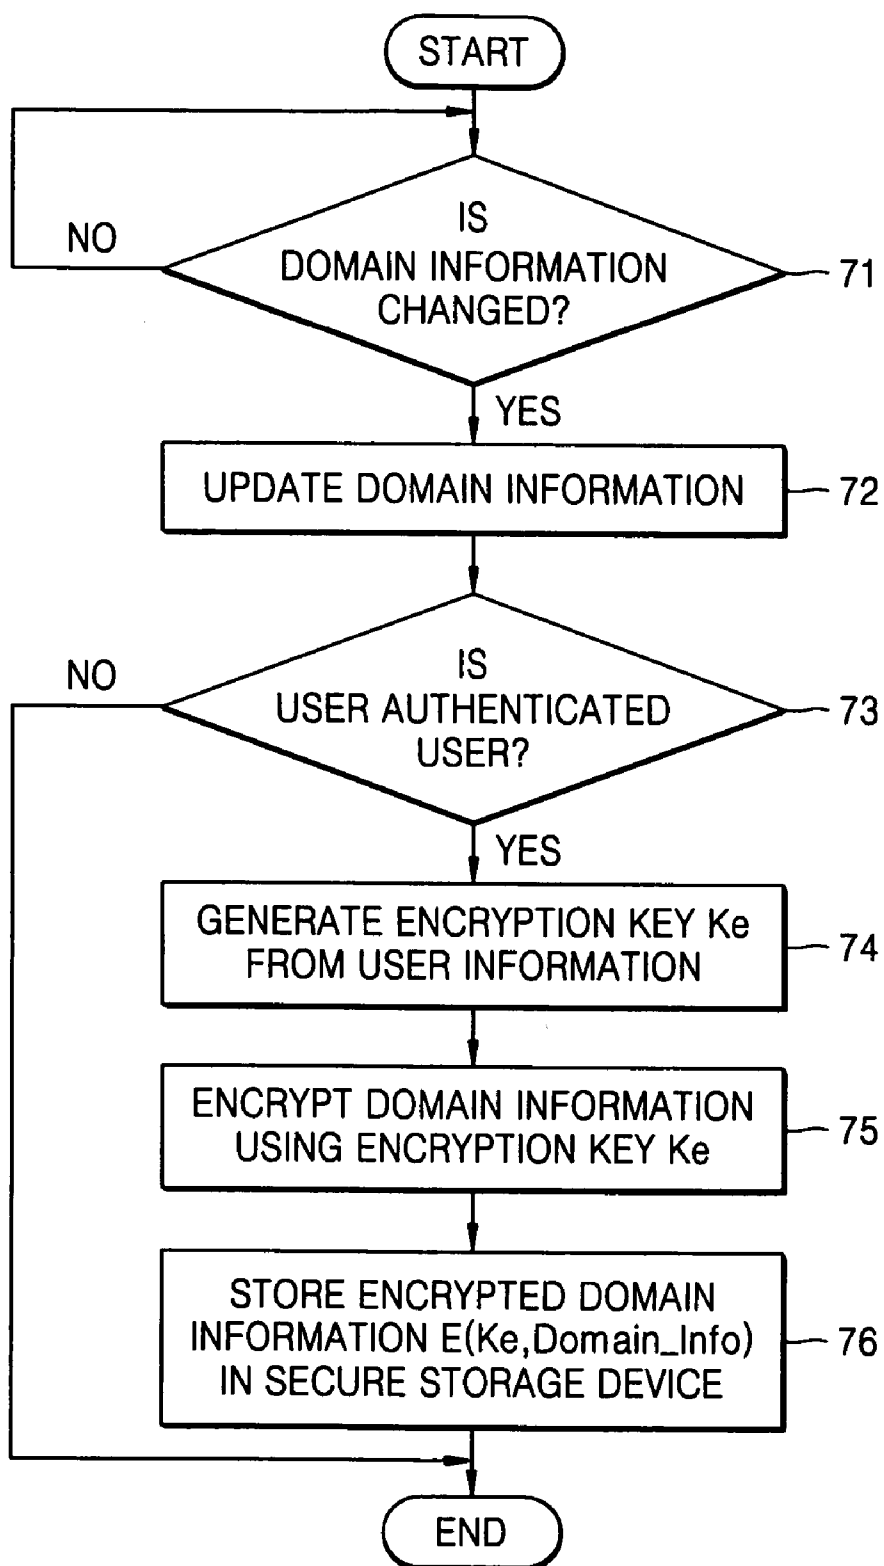 START
IS
DOMAIN INFORMATION
CHANGED?
NO
71
YES
UPDATE DOMAIN INFORMATION
72
IS
USER AUTHENTICATED
USER?
NO
73
YES
GENERATE ENCRYPTION KEY Ke
FROM USER INFORMATION
74
ENCRYPT DOMAIN INFORMATION
USING ENCRYPTION KEY Ke
75
STORE ENCRYPTED DOMAIN
INFORMATION E(Ke,Domain_Info)
IN SECURE STORAGE DEVICE
76
END